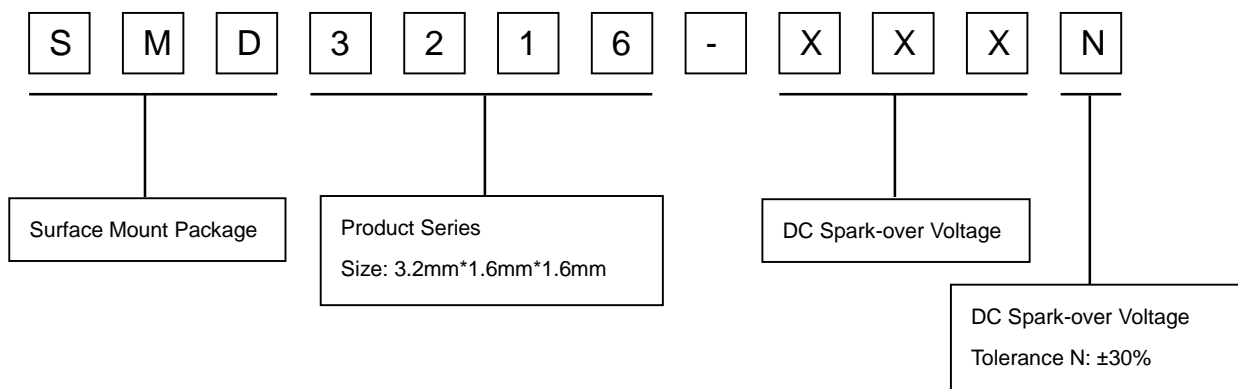 S M D 3 2 1 6 - X X X N
Surface Mount Package
Product Series
Size: 3.2mm*1.6mm*1.6mm
DC Spark-over Voltage
DC Spark-over Voltage
Tolerance N: ±30%